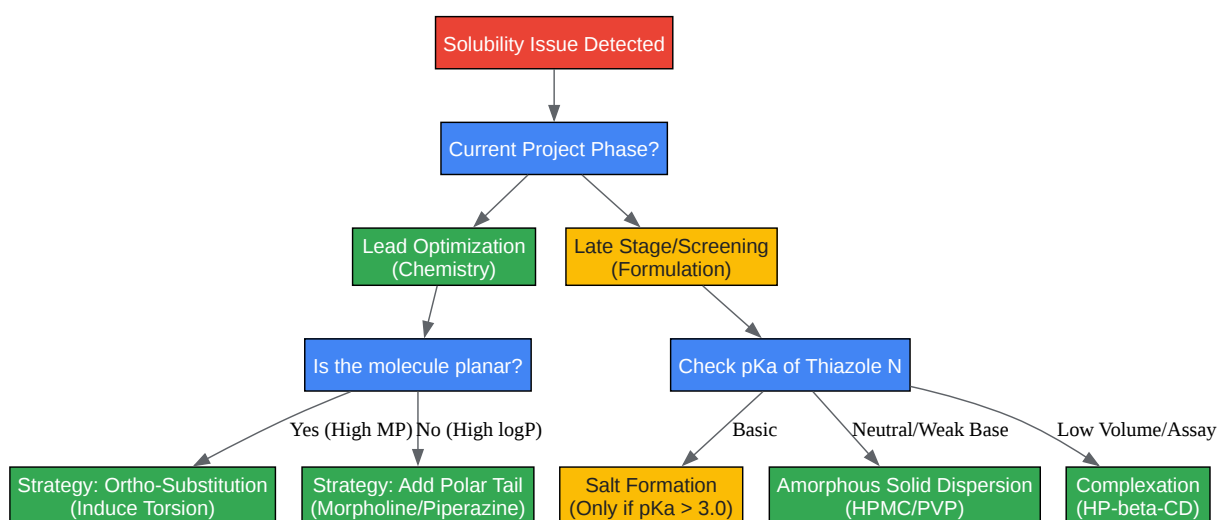 Solubility Issue Detected
Current Project Phase?
Lead Optimization
(Chemistry)
Late Stage/Screening
(Formulation)
Is the molecule planar?
Check pKa of Thiazole N
Yes (High MP)
No (High logP)
Basic
Neutral/Weak Base
Low Volume/Assay
Strategy: Ortho-Substitution
(Induce Torsion)
Strategy: Add Polar Tail
(Morpholine/Piperazine)
Salt Formation
(Only if pKa > 3.0)
Amorphous Solid Dispersion
(HPMC/PVP)
Complexation
(HP-beta-CD)